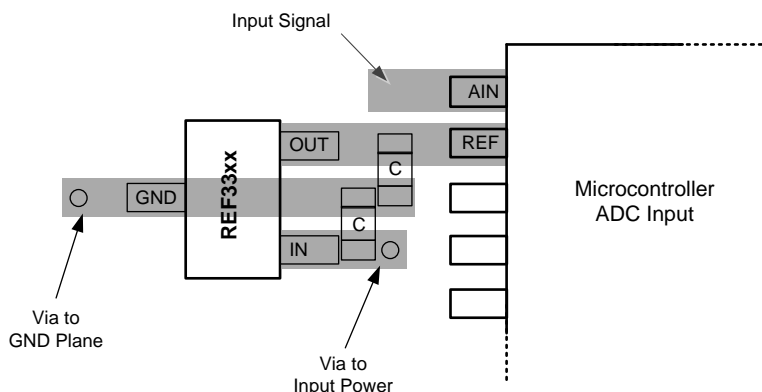 Input Signal
AIN
OUT
REF
C
Microcontroller
ADC Input
GND
REF33xx
C
IN
Via to
GND Plane
Via to
Input Power